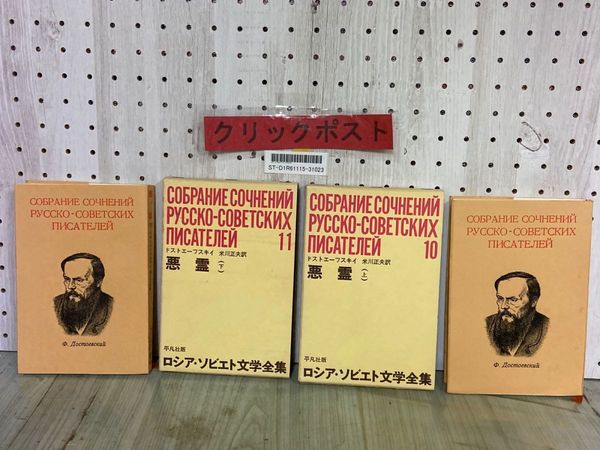 クリックポスト
ST-D1R61115-31023
СОБРАНИЕ СОЧНЕНИЙ
РУССКО-СОВЕТСКИХ
ПИСАТЕЛЕЙ
Ф. Достоевский
СОБРАНИЕ СОЧНЕНИЙ
РУССКО-СОВЕТСКИХ
ПИСАТЕЛЕЙ 11
ドストエーフスキイ 米川正夫訳
悪霊(下)
平凡社版
ロシア・ソビエト文学全集
СОБРАНИЕ СОЧНЕНИЙ
РУССКО-СОВЕТСКИХ
ПИСАТЕЛЕЙ 10
ドストエーフスキイ 米川正夫訳
悪霊(上)
平凡社版
ロシア・ソビエト文学全集
СОБРАНИЕ СОЧНЕНИЙ
РУССКО-СОВЕТСКИХ
ПИСАТЕЛЕЙ
Ф. Достоевский